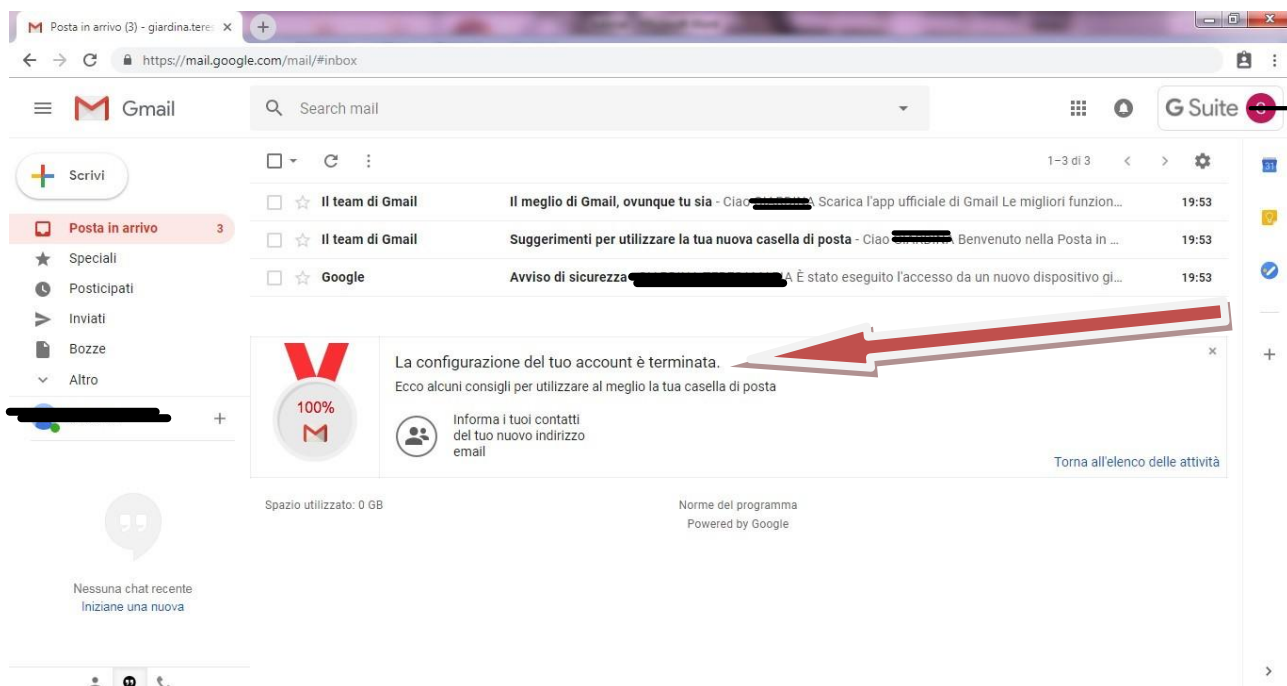 Posta in arrivo (3) - giardina.tere
https://mail.google.com/mail/#inbox
Gmail
Search mail
G Suite
Scrivi
1–3 di 3
Il team di Gmail Il meglio di Gmail, ovunque tu sia - Ciao Scarica l'app ufficiale di Gmail Le migliori funzion... 19:53
Posta in arrivo 3
Il team di Gmail Suggerimenti per utilizzare la tua nuova casella di posta - Ciao Benvenuto nella Posta in ... 19:53
Speciali
Google Avviso di sicurezza È stato eseguito l'accesso da un nuovo dispositivo gi... 19:53
Posticipati
Inviati
Bozze
Altro
La configurazione del tuo account è terminata.
Ecco alcuni consigli per utilizzare al meglio la tua casella di posta
100%
Informa i tuoi contatti
del tuo nuovo indirizzo
email
Torna all'elenco delle attività
Spazio utilizzato: 0 GB
Norme del programma
Powered by Google
Nessuna chat recente
Iniziane una nuova
31